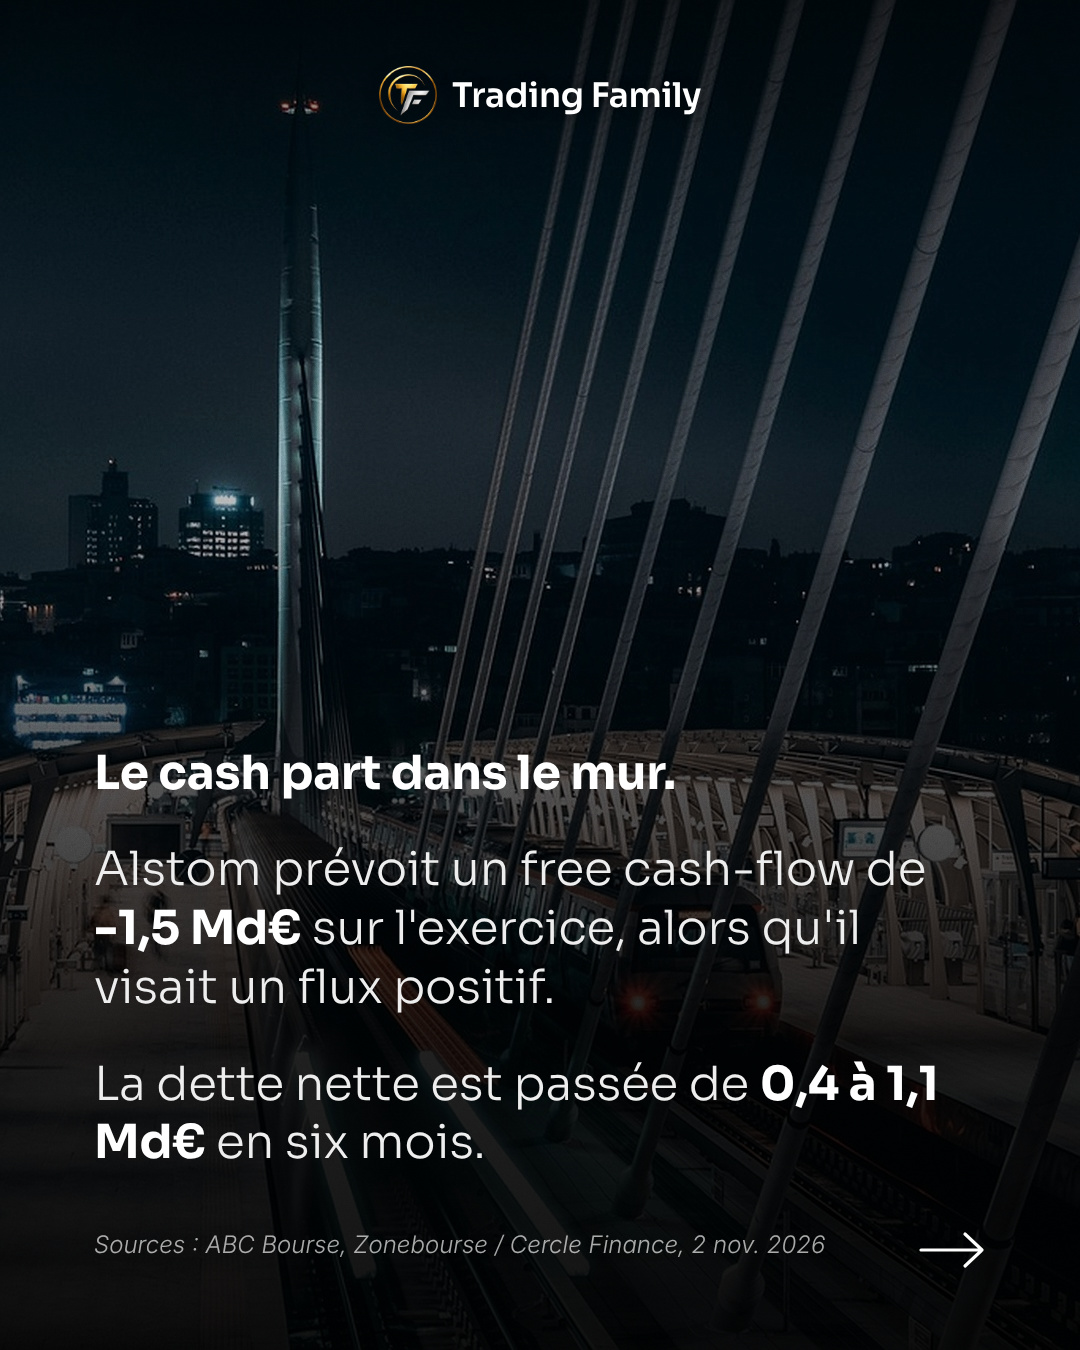 TF
Trading Family
Le cash part dans le mur.
Alstom prévoit un free cash-flow de
-1,5 Md€ sur l'exercice, alors qu'il
visait un flux positif.
La dette nette est passée de 0,4 à 1,1
Md€ en six mois.
Sources : ABC Bourse, Zonebourse / Cercle Finance, 2 nov. 2026